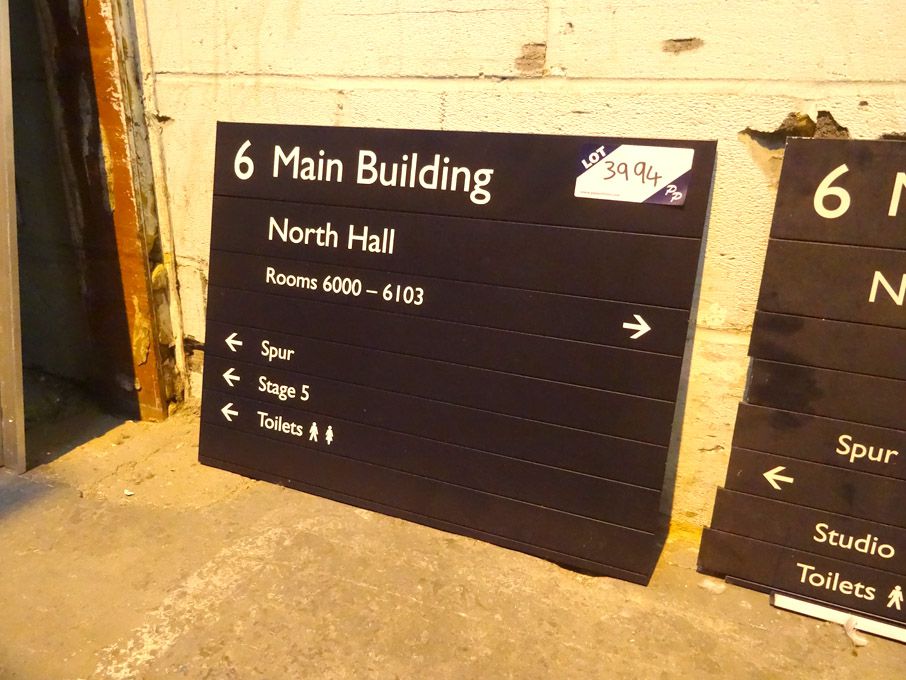 6 Main Building
LOT 3994
PP
North Hall
Rooms 6000 – 6103
→
← Spur
← Stage 5
← Toilets
6
N
Spur
←
Studio
Toilets